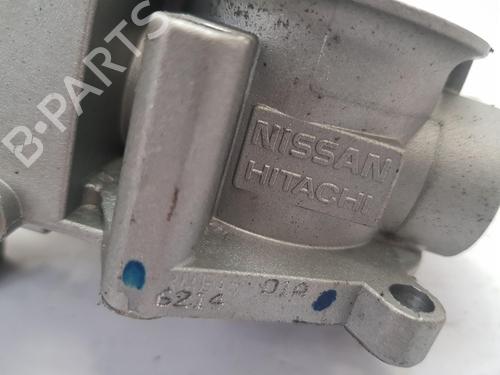 B-PARTS
NISSAN
HITACHI
01A
6214